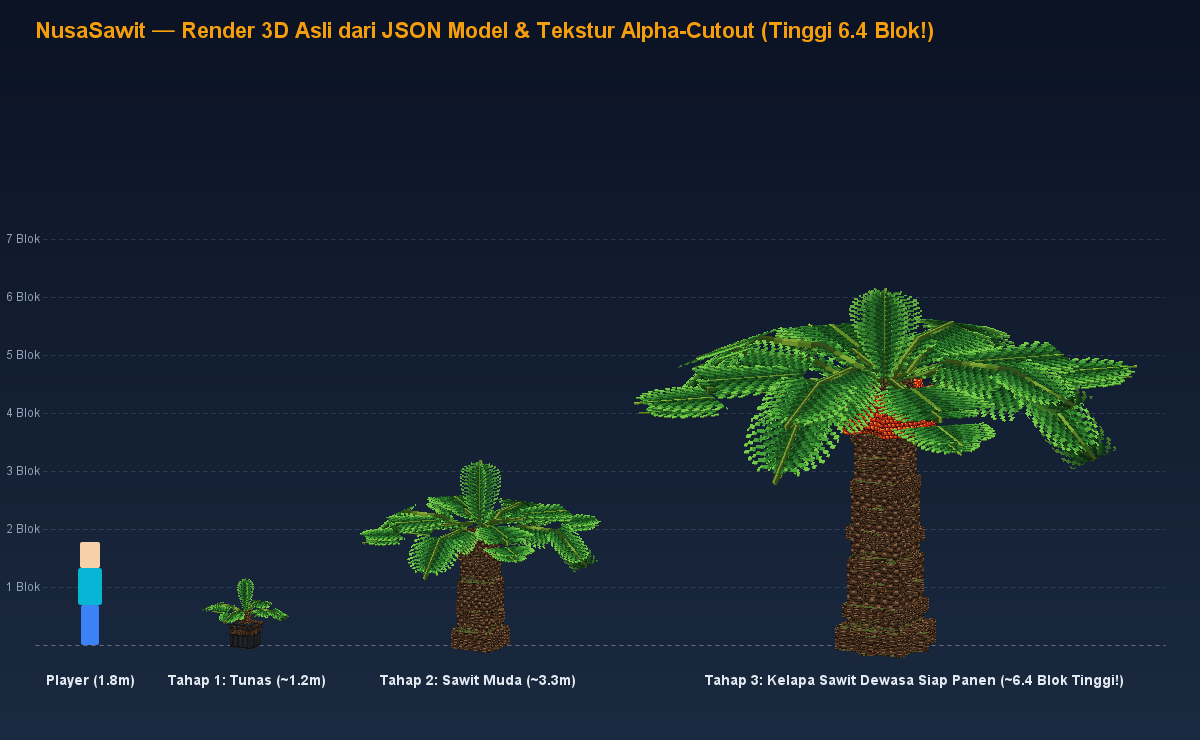 NusaSawit — Render 3D Asli dari JSON Model & Tekstur Alpha-Cutout (Tinggi 6.4 Blok!)
7 Blok
6 Blok
5 Blok
4 Blok
3 Blok
2 Blok
1 Blok
Player (1.8m)
Tahap 1: Tunas (~1.2m)
Tahap 2: Sawit Muda (~3.3m)
Tahap 3: Kelapa Sawit Dewasa Siap Panen (~6.4 Blok Tinggi!)